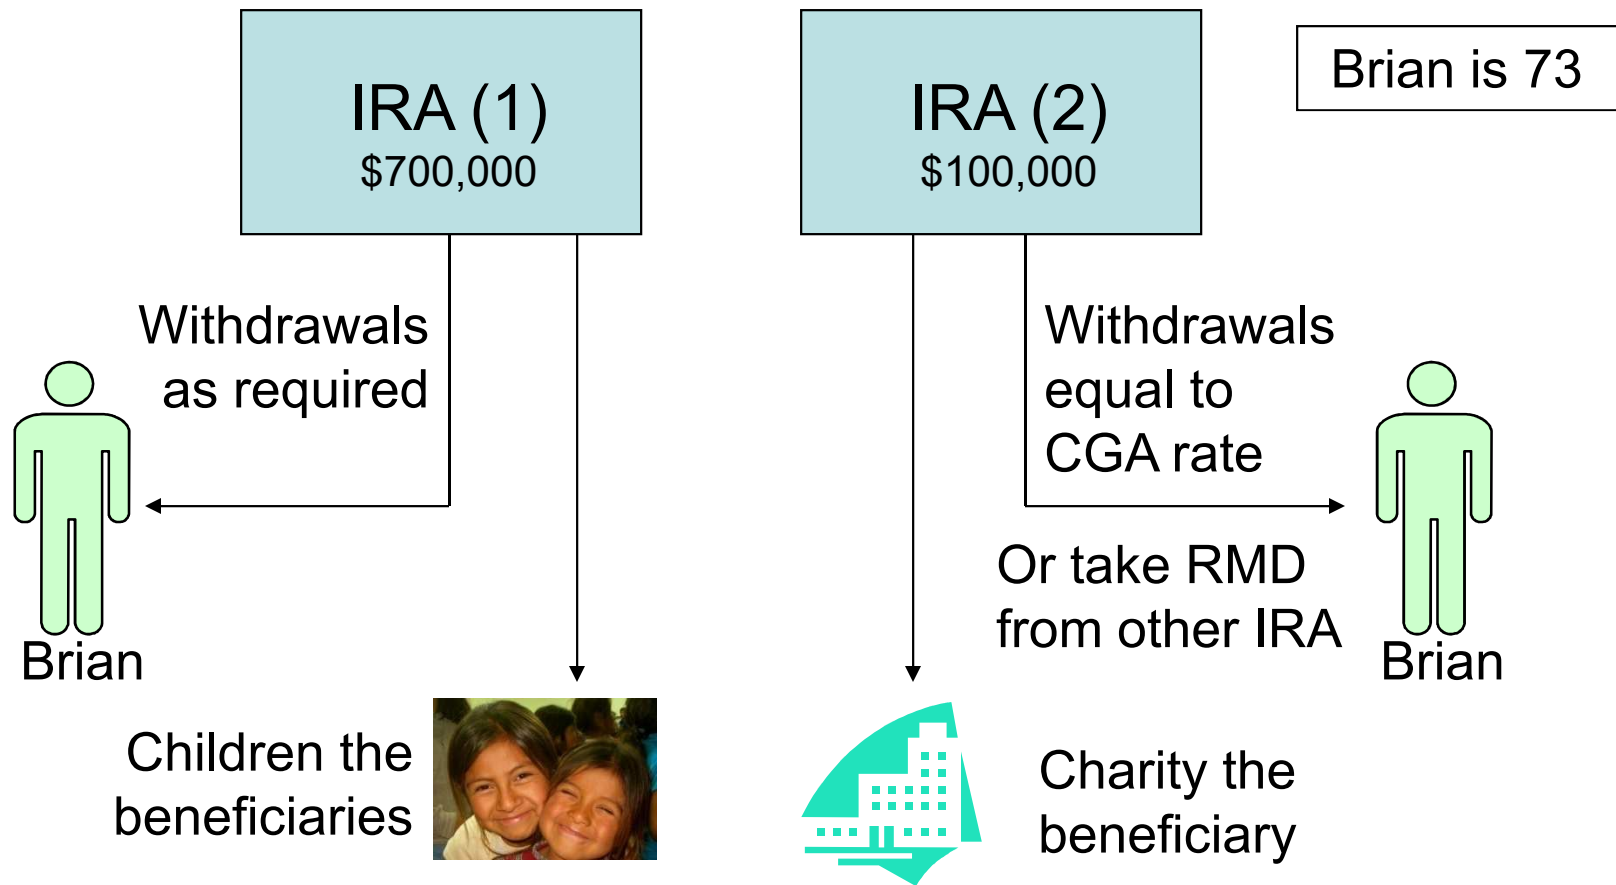 IRA (1)
$700,000
IRA (2)
$100,000
Brian is 73
Withdrawals
as required
Withdrawals
equal to
CGA rate
Or take RMD
from other IRA
Brian
Brian
Children the
beneficiaries
Charity the
beneficiary